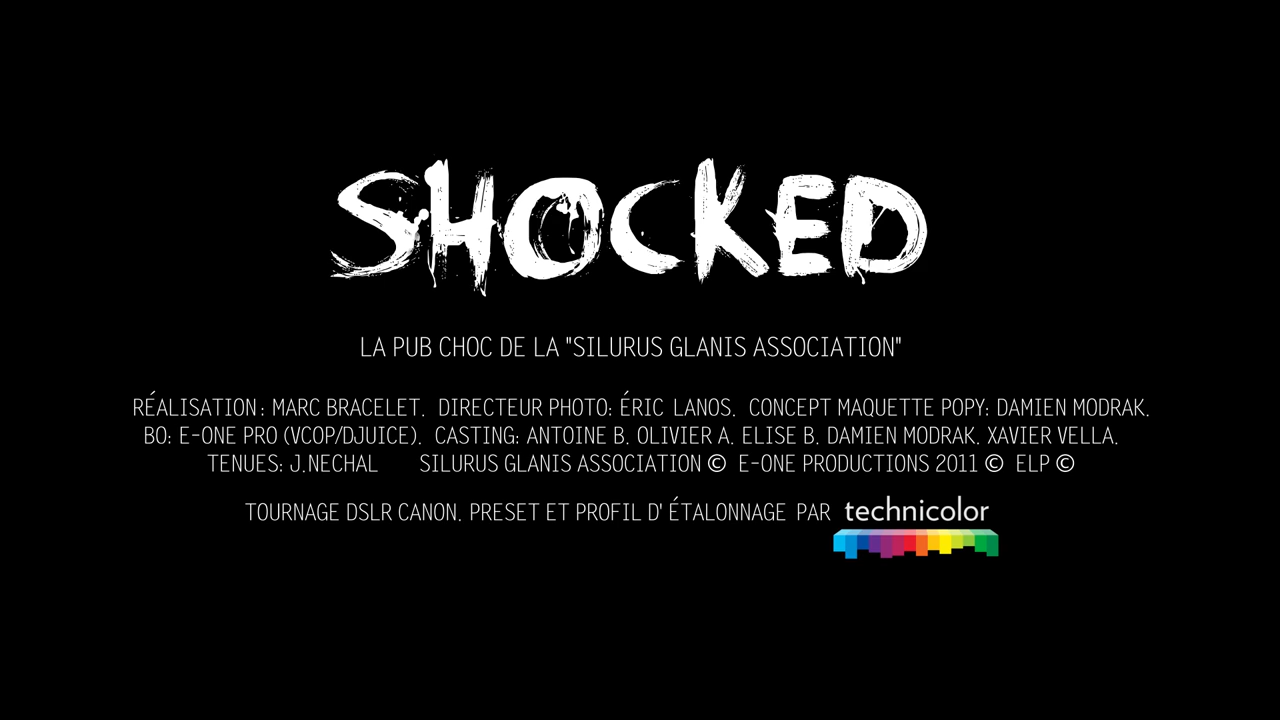 SHOCKED
LA PUB CHOC DE LA "SILURUS GLANIS ASSOCIATION"
RÉALISATION : MARC BRACELET. DIRECTEUR PHOTO: ÉRIC LANOS. CONCEPT MAQUETTE POPY: DAMIEN MODRAK.
BO: E-ONE PRO (VCOP/DJUICE). CASTING: ANTOINE B. OLIVIER A. ELISE B. DAMIEN MODRAK. XAVIER VELLA.
TENUES: J.NECHAL SILURUS GLANIS ASSOCIATION © E-ONE PRODUCTIONS 2011 © ELP ©
TOURNAGE DSLR CANON. PRESET ET PROFIL D' ÉTALONNAGE PAR technicolor